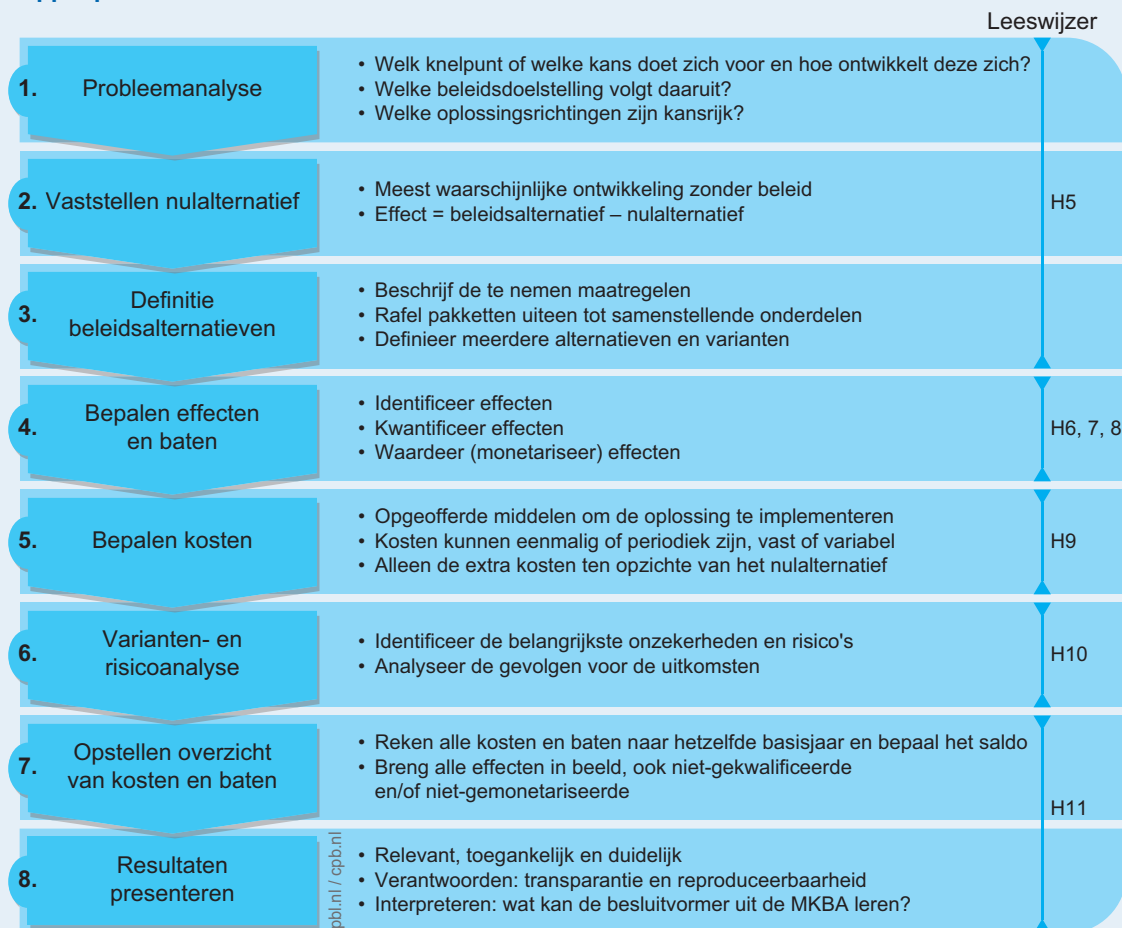 Leeswijzer
1. Probleemanalyse
• Welk knelpunt of welke kans doet zich voor en hoe ontwikkelt deze zich?
• Welke beleidsdoelstelling volgt daaruit?
• Welke oplossingsrichtingen zijn kansrijk?
2. Vaststellen nulalternatief
• Meest waarschijnlijke ontwikkeling zonder beleid
• Effect = beleidsalternatief – nulalternatief
H5
3. Definitie
beleidsalternatieven
• Beschrijf de te nemen maatregelen
• Rafel pakketten uiteen tot samenstellende onderdelen
• Definieer meerdere alternatieven en varianten
4. Bepalen effecten
en baten
• Identificeer effecten
• Kwantificeer effecten
• Waardeer (monetariseer) effecten
H6, 7, 8
5. Bepalen kosten
• Opgeofferde middelen om de oplossing te implementeren
• Kosten kunnen eenmalig of periodiek zijn, vast of variabel
• Alleen de extra kosten ten opzichte van het nulalternatief
H9
6. Varianten- en
risicoanalyse
• Identificeer de belangrijkste onzekerheden en risico's
• Analyseer de gevolgen voor de uitkomsten
H10
7. Opstellen overzicht
van kosten en baten
• Reken alle kosten en baten naar hetzelfde basisjaar en bepaal het saldo
• Breng alle effecten in beeld, ook niet-gekwalificeerde
en/of niet-gemonetariseerde
H11
8. Resultaten
presenteren
• Relevant, toegankelijk en duidelijk
• Verantwoorden: transparantie en reproduceerbaarheid
• Interpreteren: wat kan de besluitvormer uit de MKBA leren?
pbl.nl / cpb.nl